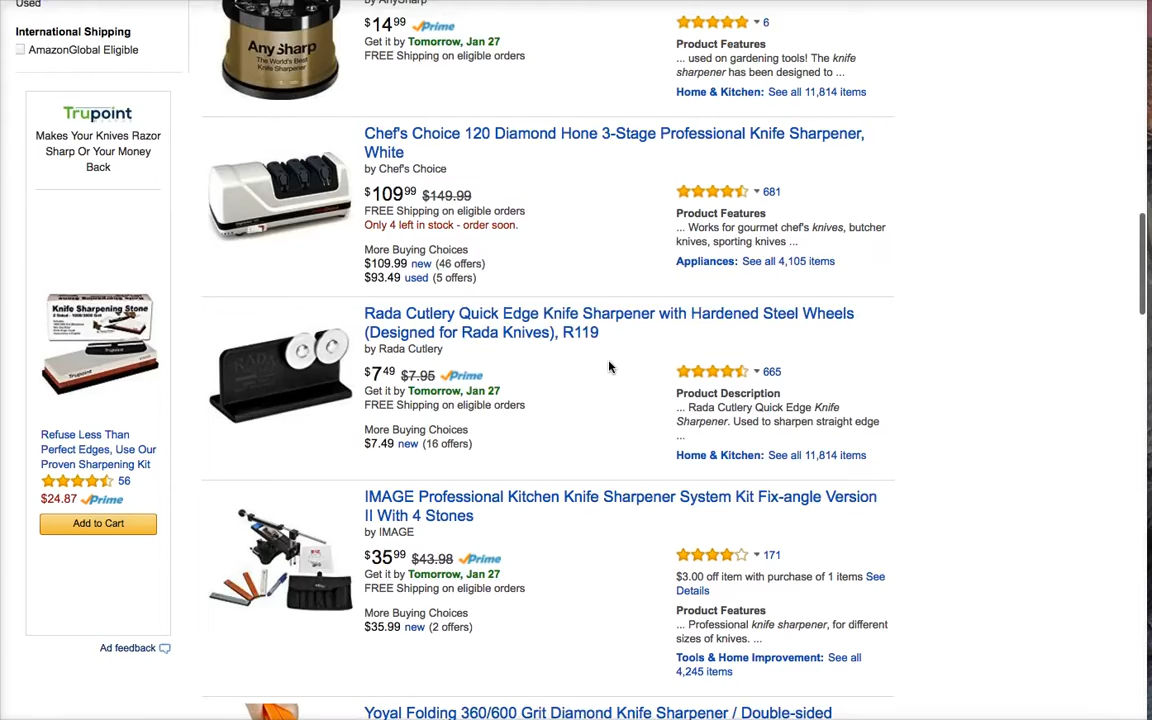 Used
International Shipping
AmazonGlobal Eligible
Trupoint
Makes Your Knives Razor
Sharp Or Your Money
Back
Knife Sharpening Stone
Refuse Less Than
Perfect Edges, Use Our
Proven Sharpening Kit
56
$24.87 Prime
Add to Cart
Ad feedback
by AnySharp
AnySharp
The World's Best
Knife Sharpener
$14 99 Prime
Get it by Tomorrow, Jan 27
FREE Shipping on eligible orders
6
Product Features
... used on gardening tools! The knife
sharpener has been designed to ...
Home & Kitchen: See all 11,814 items
Chef's Choice 120 Diamond Hone 3-Stage Professional Knife Sharpener,
White
by Chef's Choice
$109 99 $149.99
FREE Shipping on eligible orders
Only 4 left in stock - order soon.
More Buying Choices
$109.99 new (46 offers)
$93.49 used (5 offers)
681
Product Features
... Works for gourmet chef's knives, butcher
knives, sporting knives ...
Appliances: See all 4,105 items
Rada Cutlery Quick Edge Knife Sharpener with Hardened Steel Wheels
(Designed for Rada Knives), R119
by Rada Cutlery
RADA
$7 49 $7.95 Prime
Get it by Tomorrow, Jan 27
FREE Shipping on eligible orders
More Buying Choices
$7.49 new (16 offers)
665
Product Description
... Rada Cutlery Quick Edge Knife
Sharpener. Used to sharpen straight edge
...
Home & Kitchen: See all 11,814 items
IMAGE Professional Kitchen Knife Sharpener System Kit Fix-angle Version
II With 4 Stones
by IMAGE
$35 99 $43.98 Prime
Get it by Tomorrow, Jan 27
FREE Shipping on eligible orders
More Buying Choices
$35.99 new (2 offers)
171
$3.00 off item with purchase of 1 items See
Details
Product Features
... Professional knife sharpener, for different
sizes of knives. ...
Tools & Home Improvement: See all
4,245 items
Yoyal Folding 360/600 Grit Diamond Knife Sharpener / Double-sided